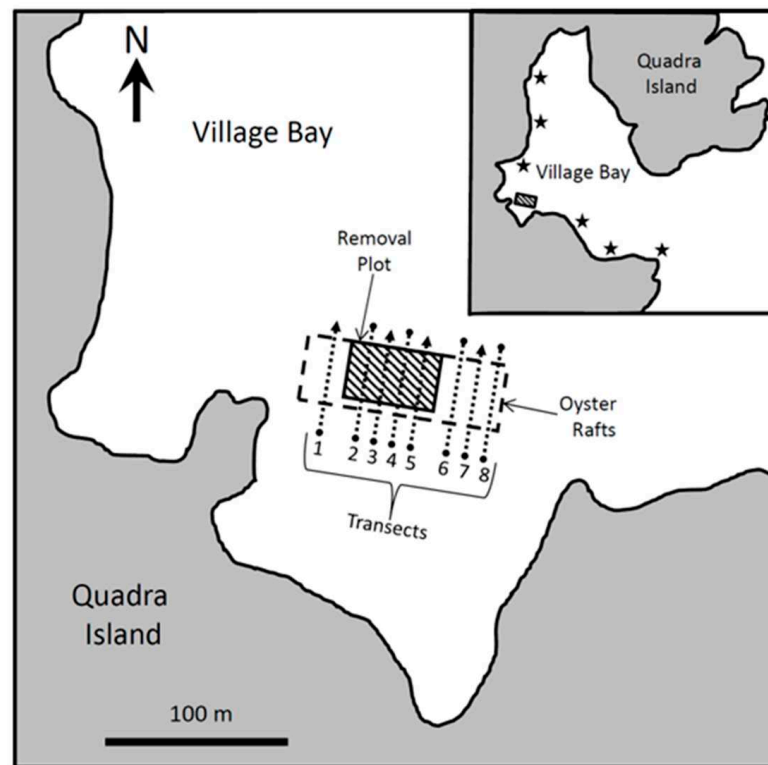 N
Village Bay
Quadra
Island
Village Bay
Removal
Plot
Oyster
Rafts
1 2 3 4 5 6 7 8
Transects
Quadra
Island
100 m